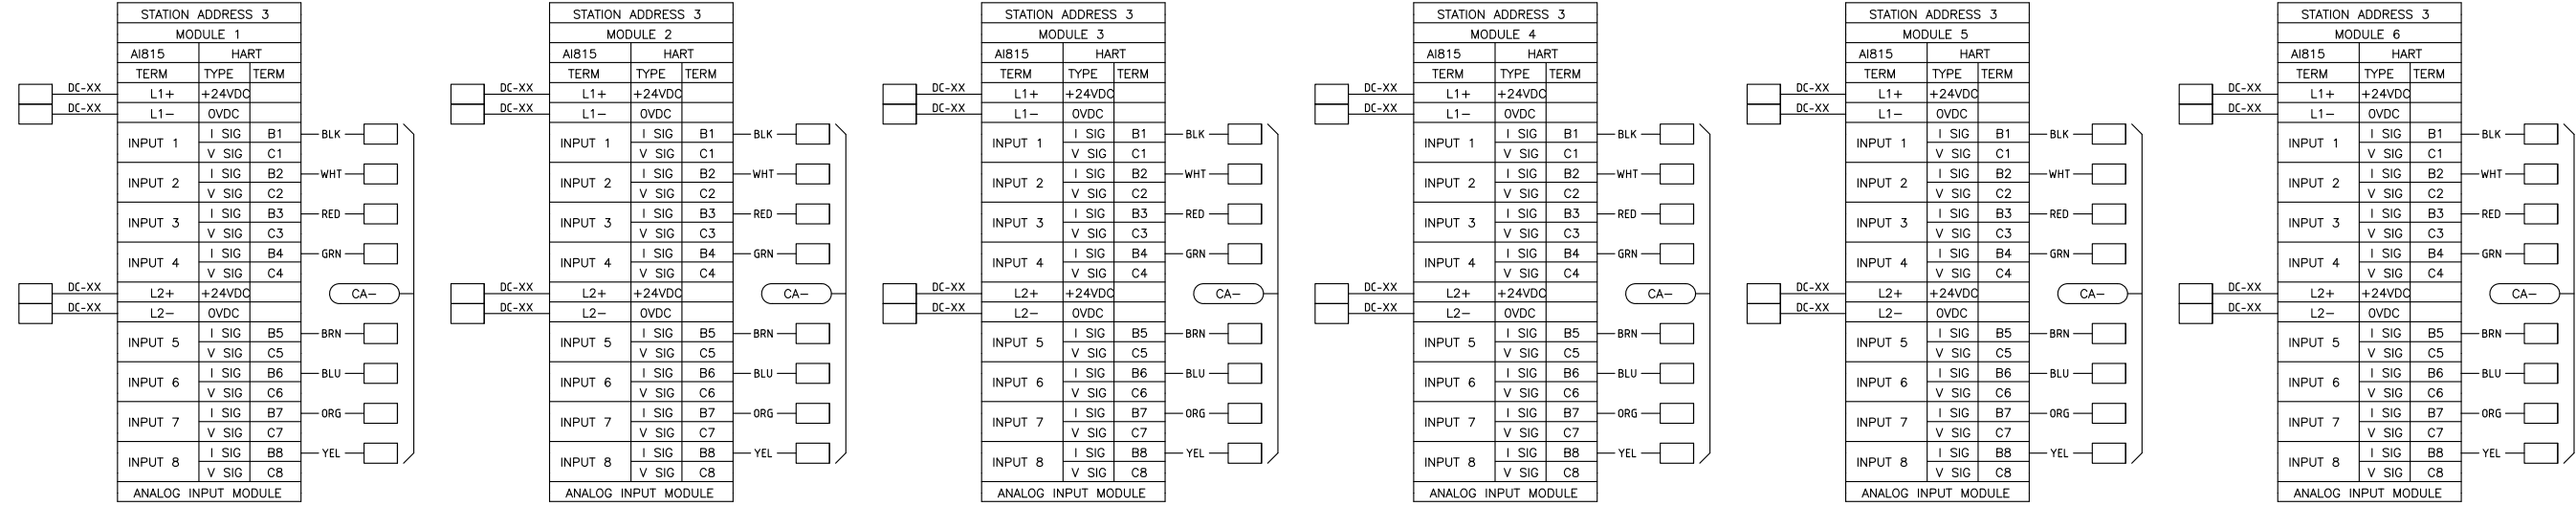 STATION ADDRESS 3
MODULE 1
AI815 HART
TERM TYPE TERM
DC-XX L1+ +24VDC
DC-XX L1- 0VDC
INPUT 1 I SIG B1 BLK
V SIG C1
INPUT 2 I SIG B2 WHT
V SIG C2
INPUT 3 I SIG B3 RED
V SIG C3
INPUT 4 I SIG B4 GRN
V SIG C4
DC-XX L2+ +24VDC CA-
DC-XX L2- 0VDC
INPUT 5 I SIG B5 BRN
V SIG C5
INPUT 6 I SIG B6 BLU
V SIG C6
INPUT 7 I SIG B7 ORG
V SIG C7
INPUT 8 I SIG B8 YEL
V SIG C8
ANALOG INPUT MODULE
STATION ADDRESS 3
MODULE 2
AI815 HART
TERM TYPE TERM
DC-XX L1+ +24VDC
DC-XX L1- 0VDC
INPUT 1 I SIG B1 BLK
V SIG C1
INPUT 2 I SIG B2 WHT
V SIG C2
INPUT 3 I SIG B3 RED
V SIG C3
INPUT 4 I SIG B4 GRN
V SIG C4
DC-XX L2+ +24VDC CA-
DC-XX L2- 0VDC
INPUT 5 I SIG B5 BRN
V SIG C5
INPUT 6 I SIG B6 BLU
V SIG C6
INPUT 7 I SIG B7 ORG
V SIG C7
INPUT 8 I SIG B8 YEL
V SIG C8
ANALOG INPUT MODULE
STATION ADDRESS 3
MODULE 3
AI815 HART
TERM TYPE TERM
DC-XX L1+ +24VDC
DC-XX L1- 0VDC
INPUT 1 I SIG B1 BLK
V SIG C1
INPUT 2 I SIG B2 WHT
V SIG C2
INPUT 3 I SIG B3 RED
V SIG C3
INPUT 4 I SIG B4 GRN
V SIG C4
DC-XX L2+ +24VDC CA-
DC-XX L2- 0VDC
INPUT 5 I SIG B5 BRN
V SIG C5
INPUT 6 I SIG B6 BLU
V SIG C6
INPUT 7 I SIG B7 ORG
V SIG C7
INPUT 8 I SIG B8 YEL
V SIG C8
ANALOG INPUT MODULE
STATION ADDRESS 3
MODULE 4
AI815 HART
TERM TYPE TERM
DC-XX L1+ +24VDC
DC-XX L1- 0VDC
INPUT 1 I SIG B1 BLK
V SIG C1
INPUT 2 I SIG B2 WHT
V SIG C2
INPUT 3 I SIG B3 RED
V SIG C3
INPUT 4 I SIG B4 GRN
V SIG C4
DC-XX L2+ +24VDC CA-
DC-XX L2- 0VDC
INPUT 5 I SIG B5 BRN
V SIG C5
INPUT 6 I SIG B6 BLU
V SIG C6
INPUT 7 I SIG B7 ORG
V SIG C7
INPUT 8 I SIG B8 YEL
V SIG C8
ANALOG INPUT MODULE
STATION ADDRESS 3
MODULE 5
AI815 HART
TERM TYPE TERM
DC-XX L1+ +24VDC
DC-XX L1- 0VDC
INPUT 1 I SIG B1 BLK
V SIG C1
INPUT 2 I SIG B2 WHT
V SIG C2
INPUT 3 I SIG B3 RED
V SIG C3
INPUT 4 I SIG B4 GRN
V SIG C4
DC-XX L2+ +24VDC CA-
DC-XX L2- 0VDC
INPUT 5 I SIG B5 BRN
V SIG C5
INPUT 6 I SIG B6 BLU
V SIG C6
INPUT 7 I SIG B7 ORG
V SIG C7
INPUT 8 I SIG B8 YEL
V SIG C8
ANALOG INPUT MODULE
STATION ADDRESS 3
MODULE 6
AI815 HART
TERM TYPE TERM
DC-XX L1+ +24VDC
DC-XX L1- 0VDC
INPUT 1 I SIG B1 BLK
V SIG C1
INPUT 2 I SIG B2 WHT
V SIG C2
INPUT 3 I SIG B3 RED
V SIG C3
INPUT 4 I SIG B4 GRN
V SIG C4
DC-XX L2+ +24VDC CA-
DC-XX L2- 0VDC
INPUT 5 I SIG B5 BRN
V SIG C5
INPUT 6 I SIG B6 BLU
V SIG C6
INPUT 7 I SIG B7 ORG
V SIG C7
INPUT 8 I SIG B8 YEL
V SIG C8
ANALOG INPUT MODULE